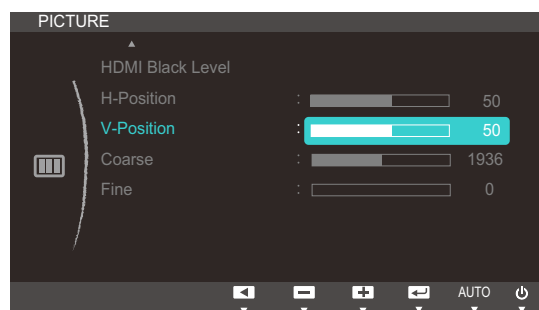 PICTURE
HDMI Black Level
H-Position : 50
V-Position : 50
Coarse : 1936
Fine : 0
AUTO